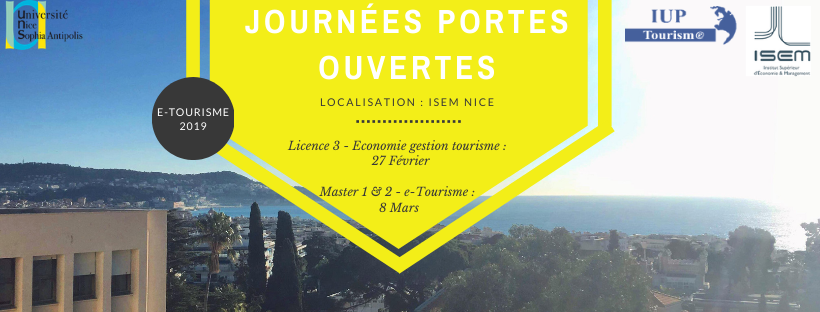 Université
Nice
Sophia Antipolis
JOURNÉES PORTES
OUVERTES
LOCALISATION : ISEM NICE
Licence 3 - Economie gestion tourisme :
27 Février
Master 1 & 2 - e-Tourisme :
8 Mars
E-TOURISME
2019
IUP
Tourism@
ISEM
Institut Supérieur
d'Economie & Management